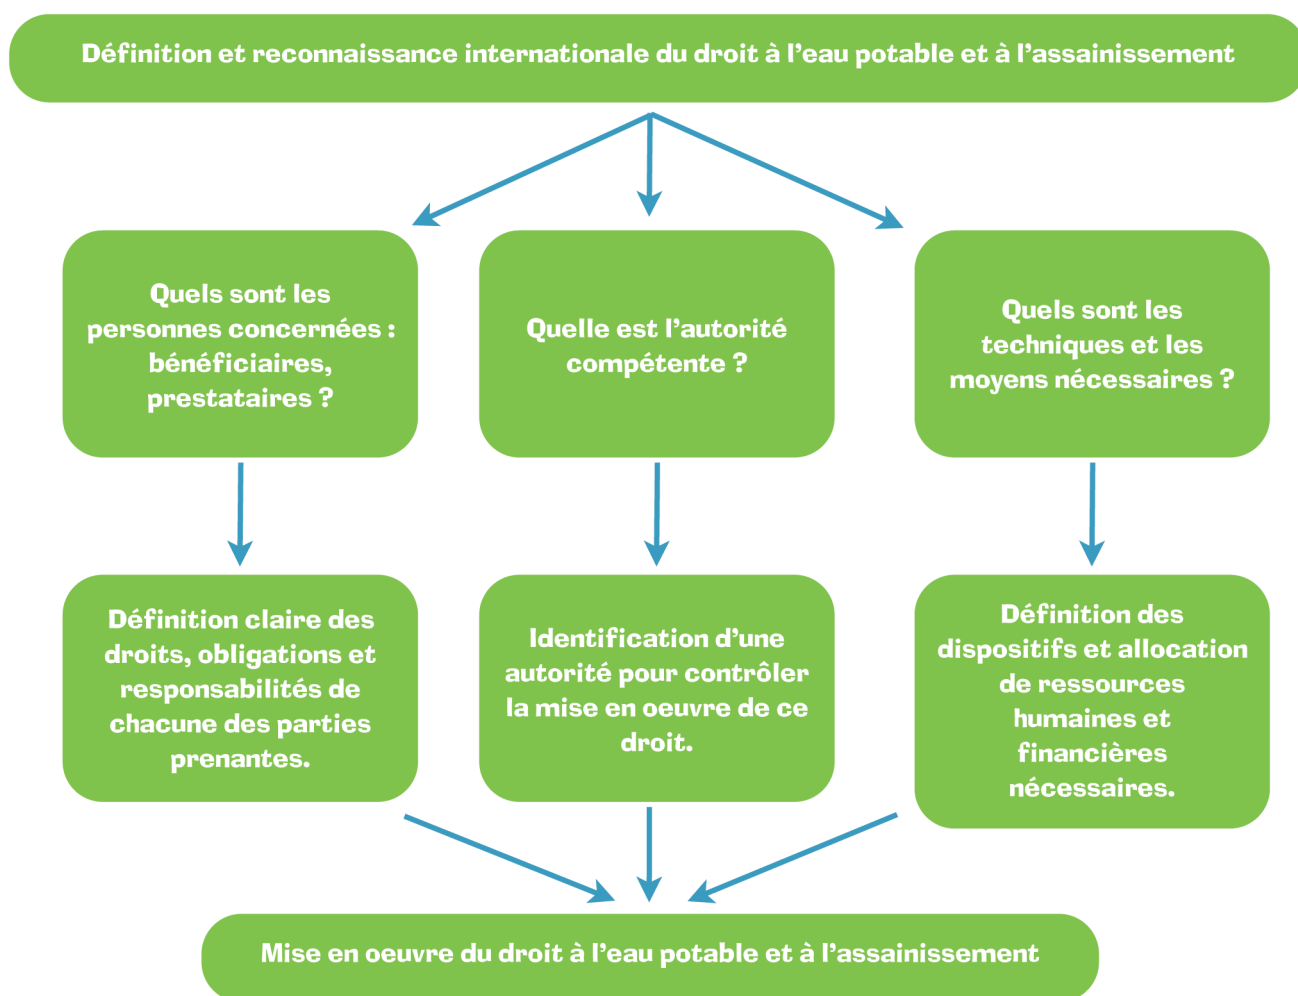 Définition et reconnaissance internationale du droit à l'eau potable et à l'assainissement
Quels sont les
personnes concernées :
bénéficiaires,
prestataires ?
Quelle est l'autorité
compétente ?
Quels sont les
techniques et les
moyens nécessaires ?
Définition claire des
droits, obligations et
responsabilités de
chacune des parties
prenantes.
Identification d'une
autorité pour contrôler
la mise en oeuvre de ce
droit.
Définition des
dispositifs et allocation
de ressources
humaines et
financières
nécessaires.
Mise en oeuvre du droit à l'eau potable et à l'assainissement